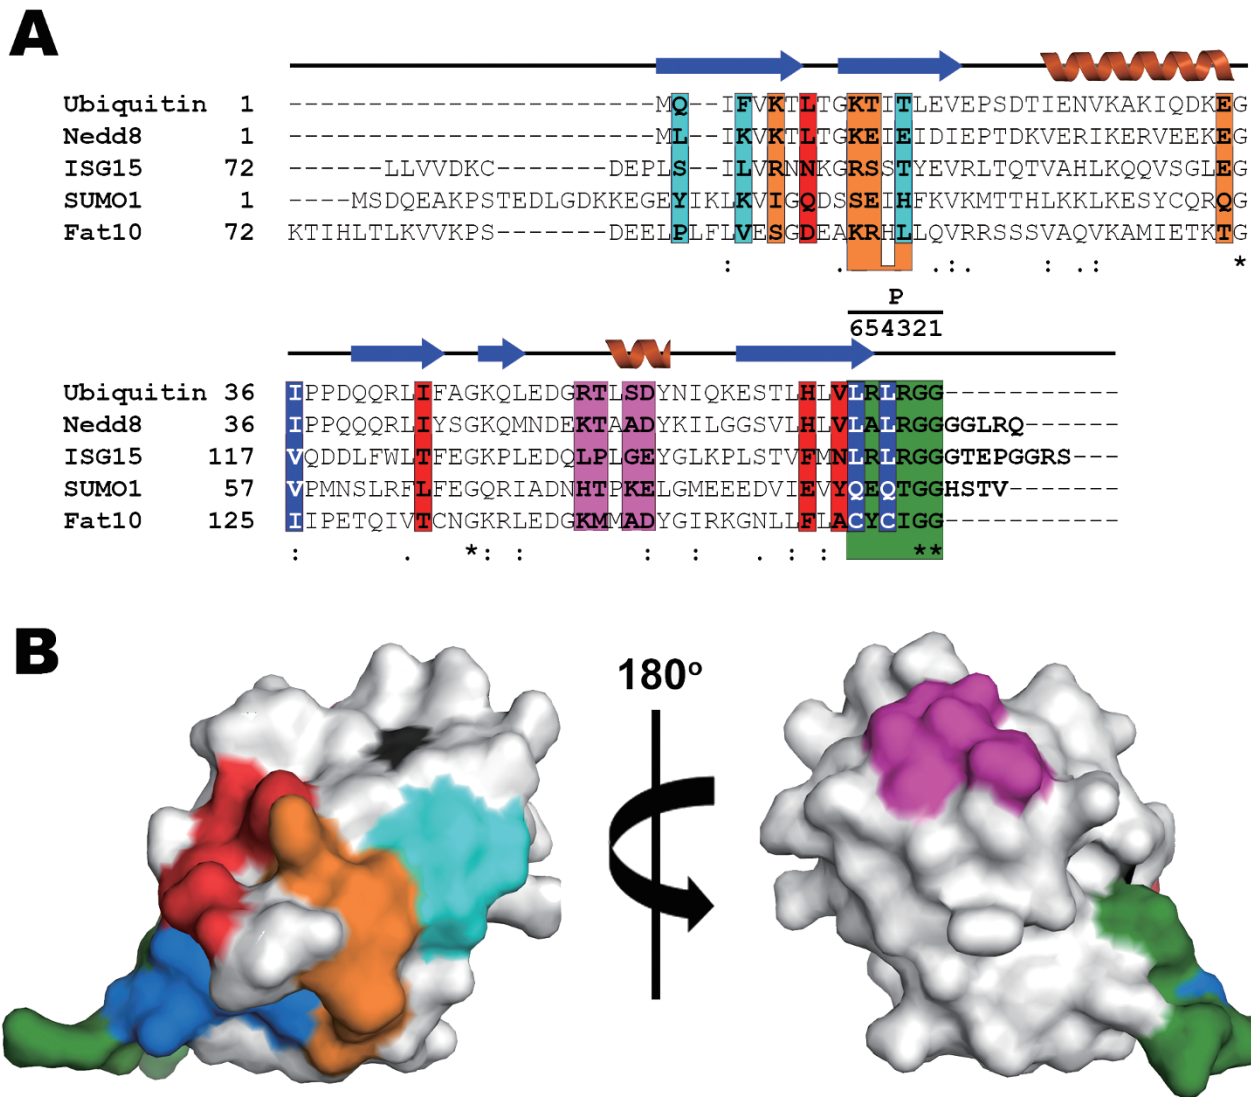 A
Ubiquitin 1 -----------------------MQ--IFVKTLTGKTITLEVEPSDTIENVKAKIQDKEG
Nedd8 1 -----------------------ML--IKVKTLTGKEIEIDIEPTDKVERIKERVEEKEG
ISG15 72 ------LLVVDKC-------DEPLS--ILVRNNKGRSSTYEVRLTQTVAHLKQQVSGLEG
SUMO1 1 ----MSDQEAKPSTEDLGDKKEGEYIKLKVIGQDSSEIHFKVKMTTHLKKLKESYCQRQG
Fat10 72 KTIHLTLKVVKPS-------DEELPLFLVESGDEAKRHLLQVRRSSSVAQVKAMIETKTG
: . .:. : .: *
P
654321
Ubiquitin 36 IPPDQQRLIFAGKQLEDGRTLSDYNIQKESTLHLVLRLRGG-----------
Nedd8 36 IPPQQQRLIYSGKQMNDEKTAADYKILGGSVLHLVLALRGGGGLRQ------
ISG15 117 VQDDLFWLTFEGKPLEDQLPLGEYGLKPLSTVFMNLRLRGGGTEPGGRS---
SUMO1 57 VPMNSLRFLFEGQRIADNHTPKELGMEEEDVIEVYQEQTGGHSTV-------
Fat10 125 IIPETQIVTCNGKRLEDGKMMADYGIRKGNLLFLACYCIGG-----------
: . *: : : : . : : **
B
180o